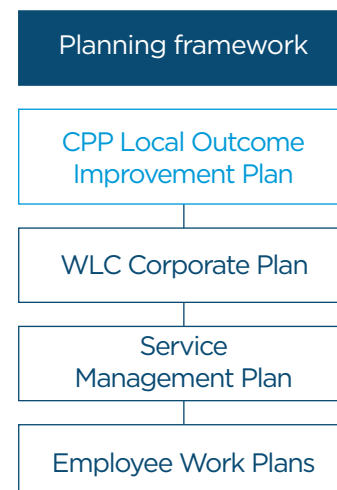 Planning framework
CPP Local Outcome
Improvement Plan
WLC Corporate Plan
Service
Management Plan
Employee Work Plans